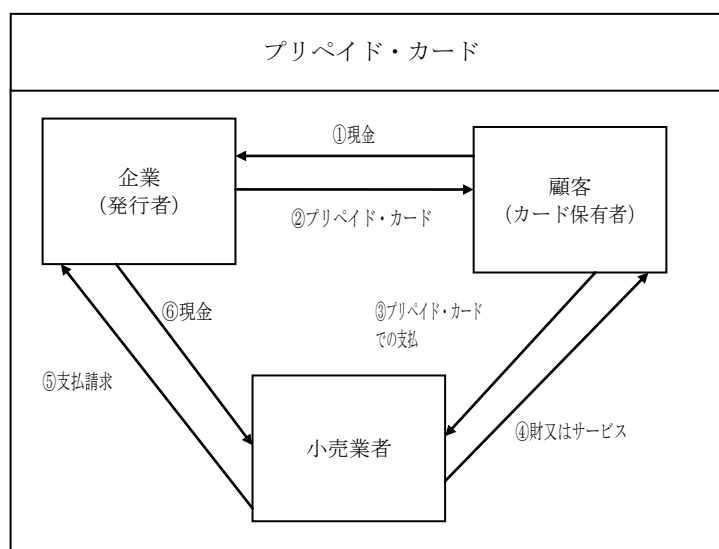 プリペイド・カード
①現金
企業
(発行者)
顧客
(カード保有者)
②プリペイド・カード
⑥現金
③プリペイド・カード
での支払
⑤支払請求
④財又はサービス
小売業者